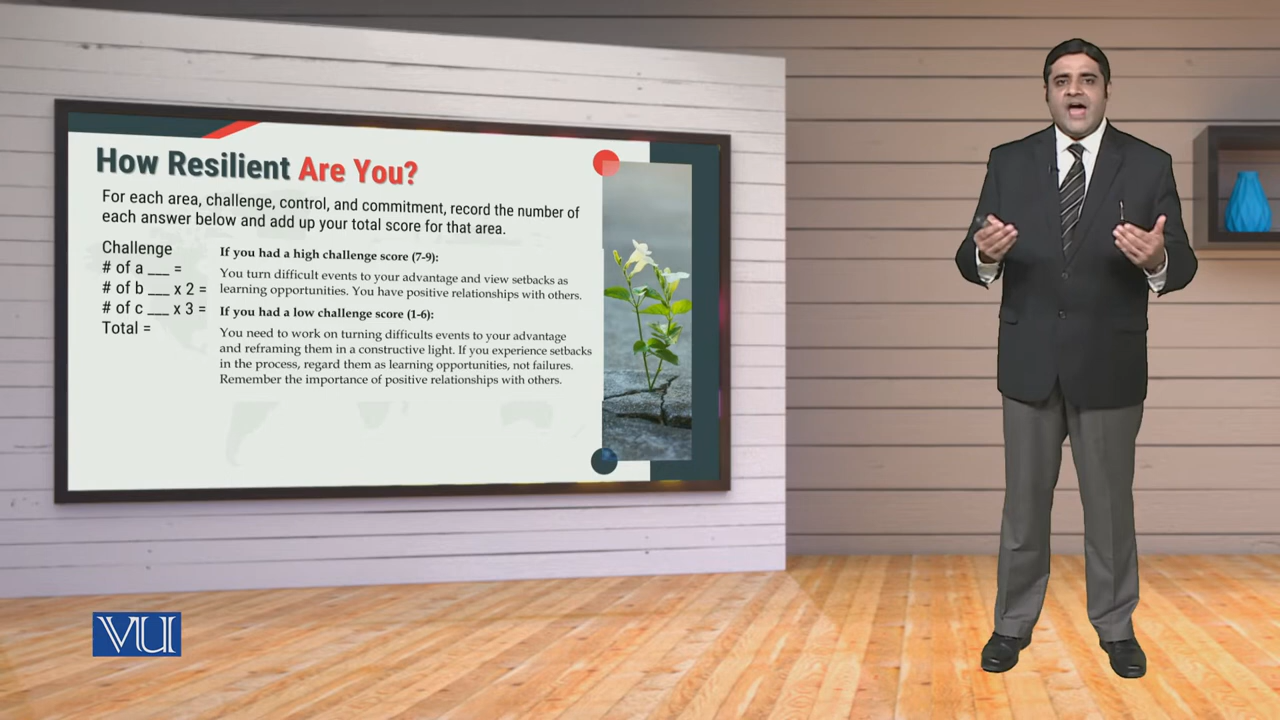 How Resilient Are You?
For each area, challenge, control, and commitment, record the number of
each answer below and add up your total score for that area.
Challenge
# of a ___ =
# of b ___ x 2 =
# of c ___ x 3 =
Total =
If you had a high challenge score (7-9):
You turn difficult events to your advantage and view setbacks as
learning opportunities. You have positive relationships with others.
If you had a low challenge score (1-6):
You need to work on turning difficults events to your advantage
and reframing them in a constructive light. If you experience setbacks
in the process, regard them as learning opportunities, not failures.
Remember the importance of positive relationships with others.
VU